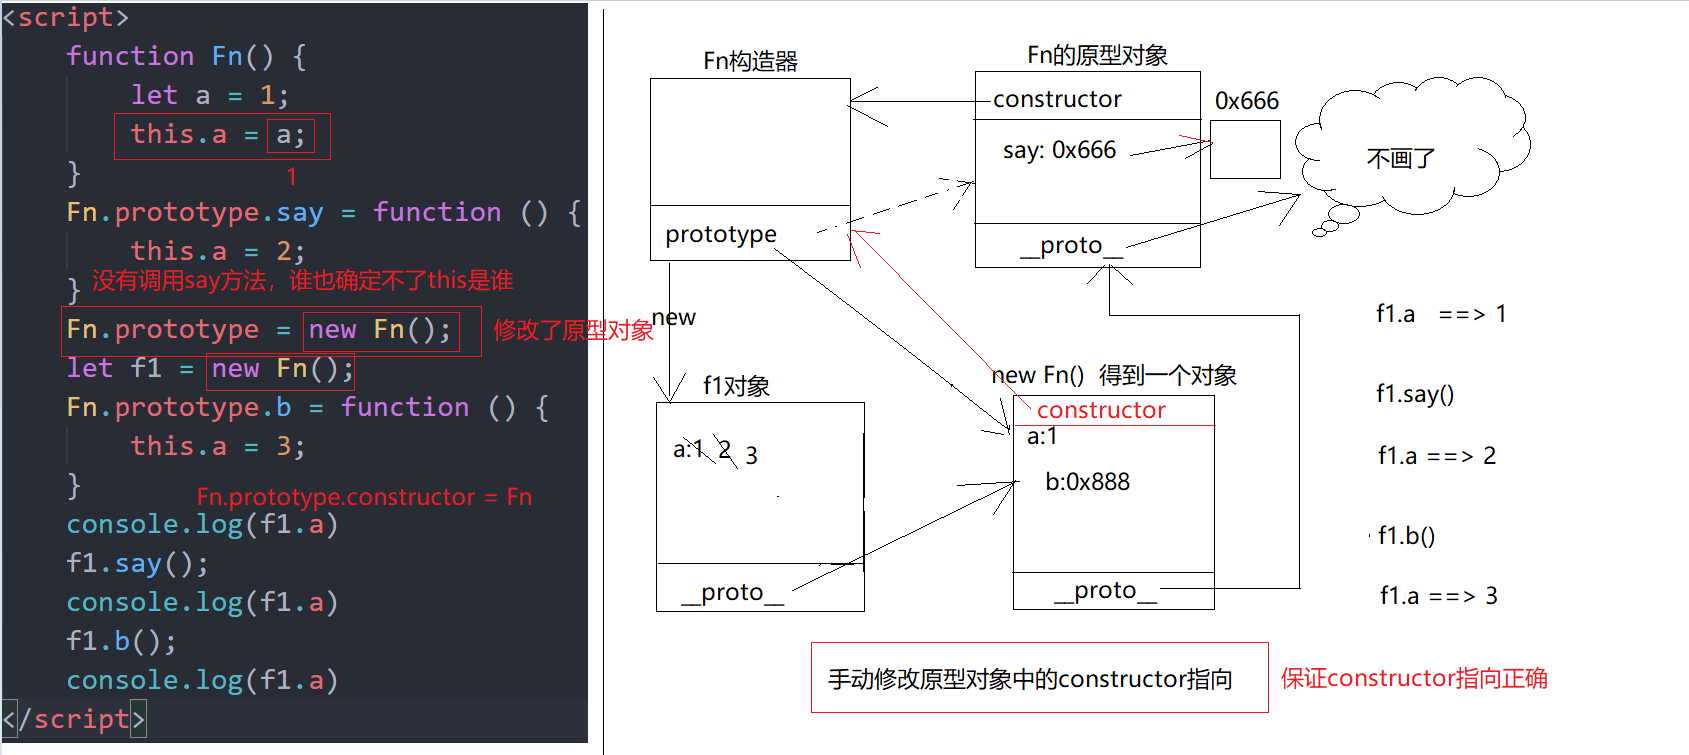 <script>
function Fn() {
let a = 1;
this.a = a;
}
1
Fn.prototype.say = function () {
this.a = 2;
}
没有调用say方法，谁也确定不了this是谁
Fn.prototype = new Fn();
修改了原型对象
let f1 = new Fn();
Fn.prototype.b = function () {
this.a = 3;
}
Fn.prototype.constructor = Fn
console.log(f1.a)
f1.say();
console.log(f1.a)
f1.b();
console.log(f1.a)
</script>
Fn构造器
prototype
new
Fn的原型对象
constructor
say: 0x666
__proto__
0x666
不画了
f1对象
a:1 2 3
__proto__
new Fn() 得到一个对象
constructor
a:1
b:0x888
__proto__
f1.a ==> 1
f1.say()
f1.a ==> 2
f1.b()
f1.a ==> 3
手动修改原型对象中的constructor指向
保证constructor指向正确